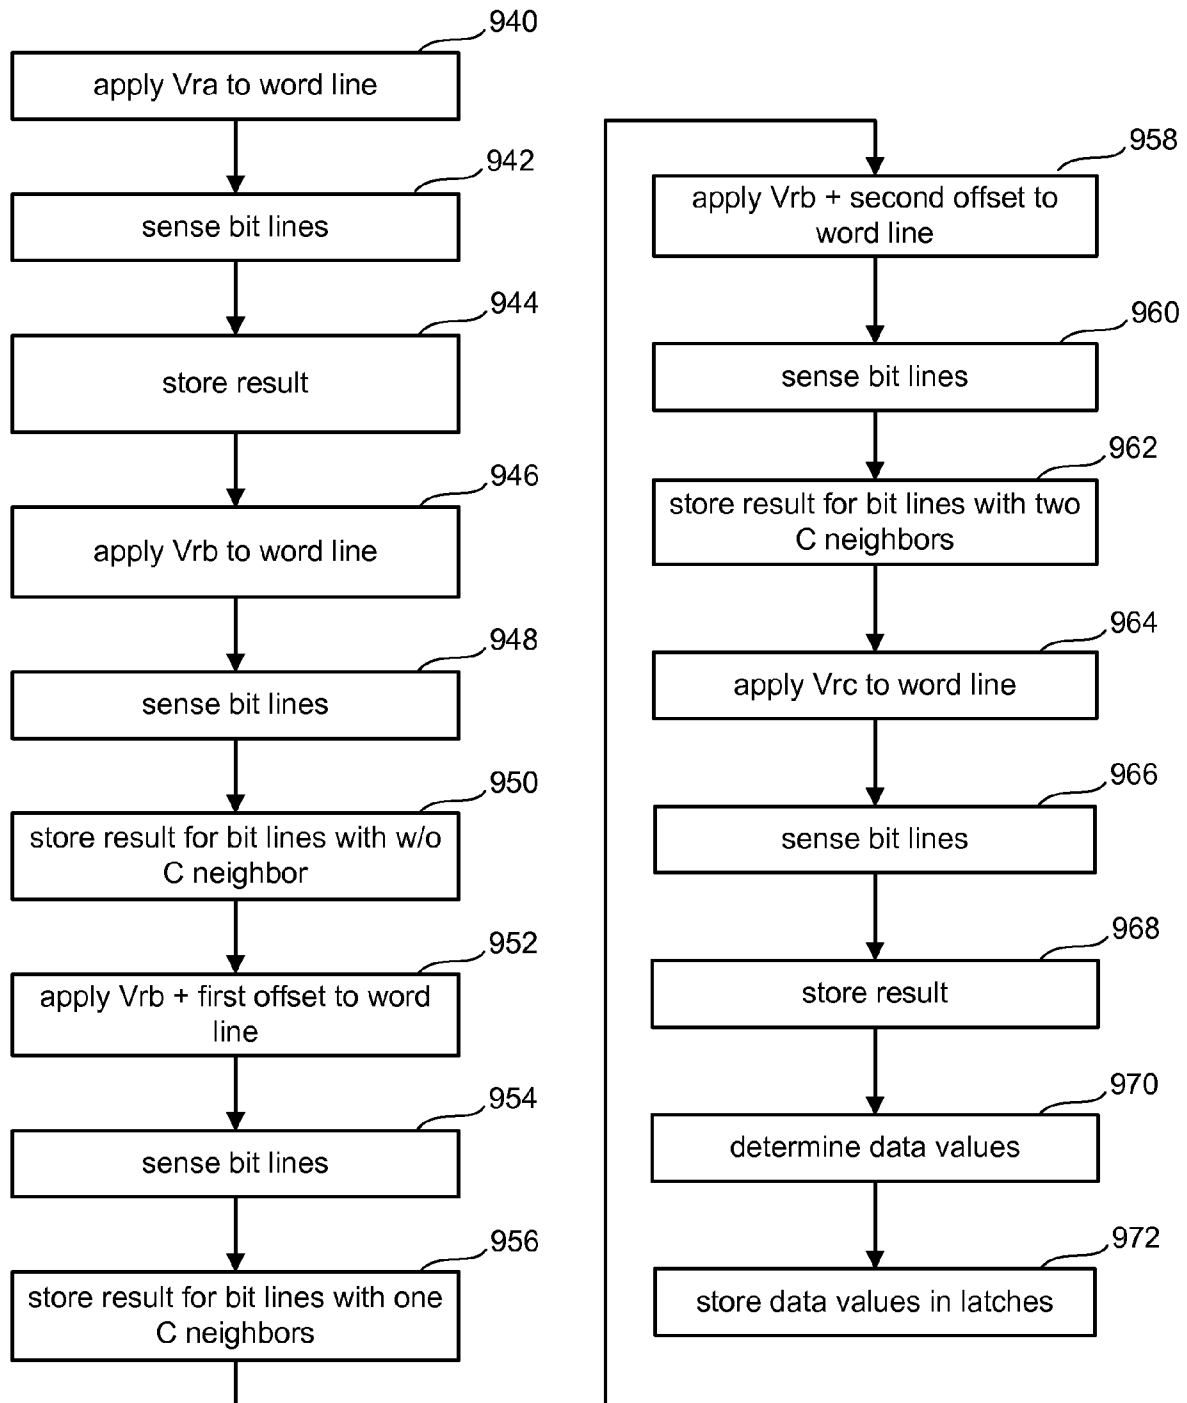 940
apply Vra to word line
942
sense bit lines
944
store result
946
apply Vrb to word line
948
sense bit lines
950
store result for bit lines with w/o
C neighbor
952
apply Vrb + first offset to word
line
954
sense bit lines
956
store result for bit lines with one
C neighbors
958
apply Vrb + second offset to
word line
960
sense bit lines
962
store result for bit lines with two
C neighbors
964
apply Vrc to word line
966
sense bit lines
968
store result
970
determine data values
972
store data values in latches